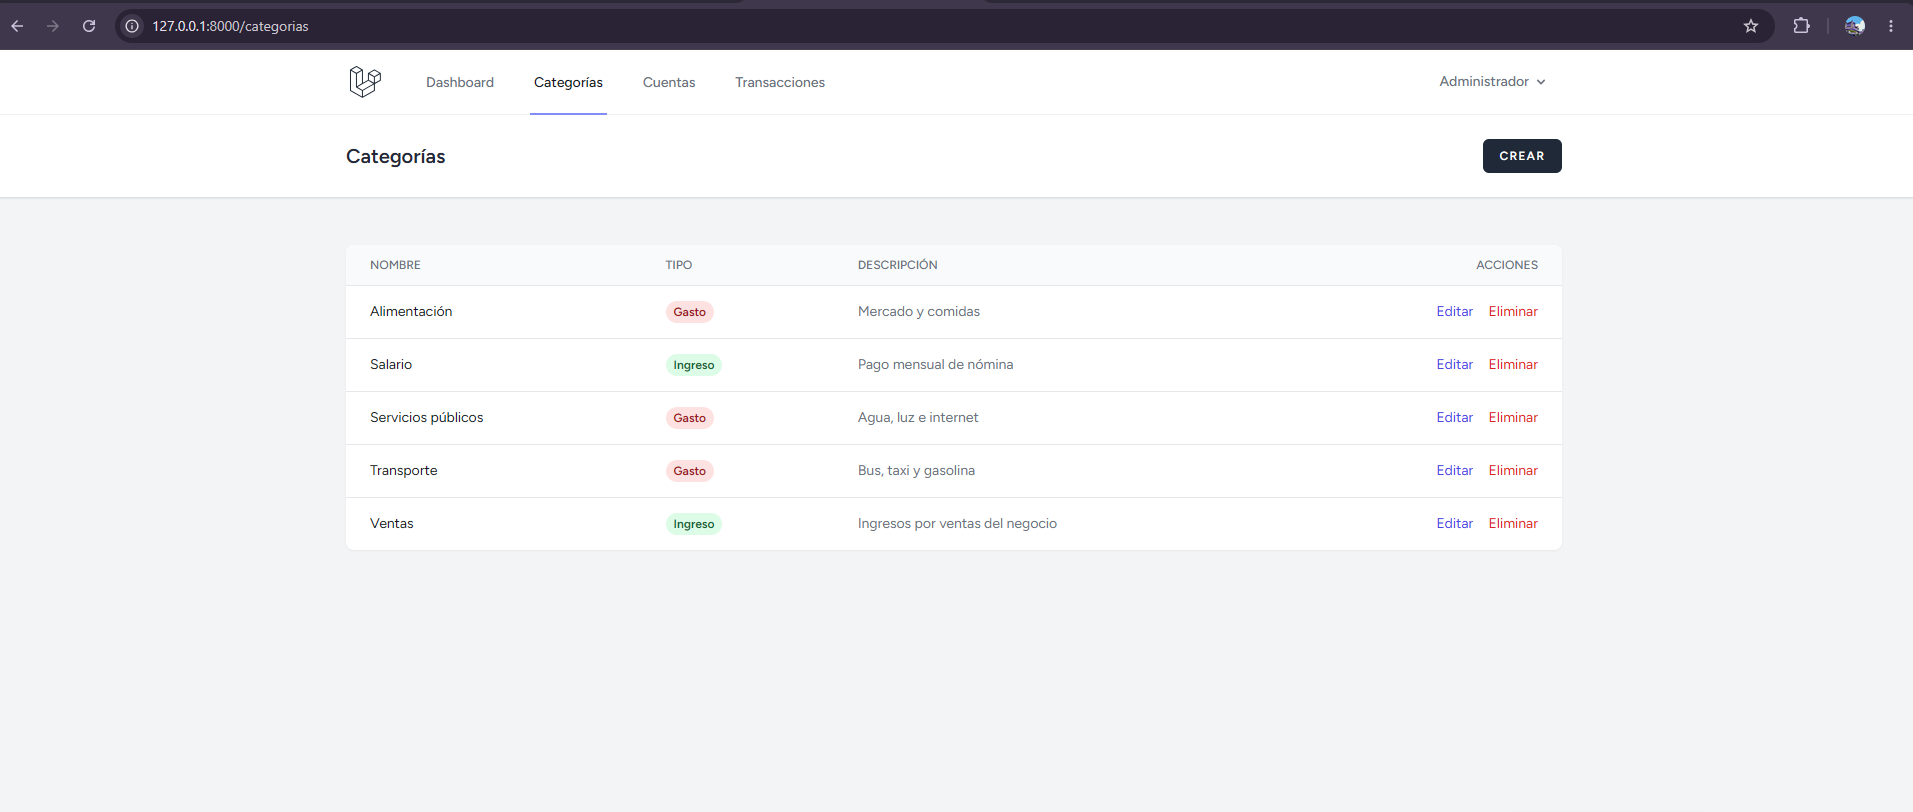 127.0.0.1:8000/categorias
Dashboard Categorías Cuentas Transacciones Administrador
Categorías CREAR
NOMBRE TIPO DESCRIPCIÓN ACCIONES
Alimentación Gasto Mercado y comidas Editar Eliminar
Salario Ingreso Pago mensual de nómina Editar Eliminar
Servicios públicos Gasto Agua, luz e internet Editar Eliminar
Transporte Gasto Bus, taxi y gasolina Editar Eliminar
Ventas Ingreso Ingresos por ventas del negocio Editar Eliminar